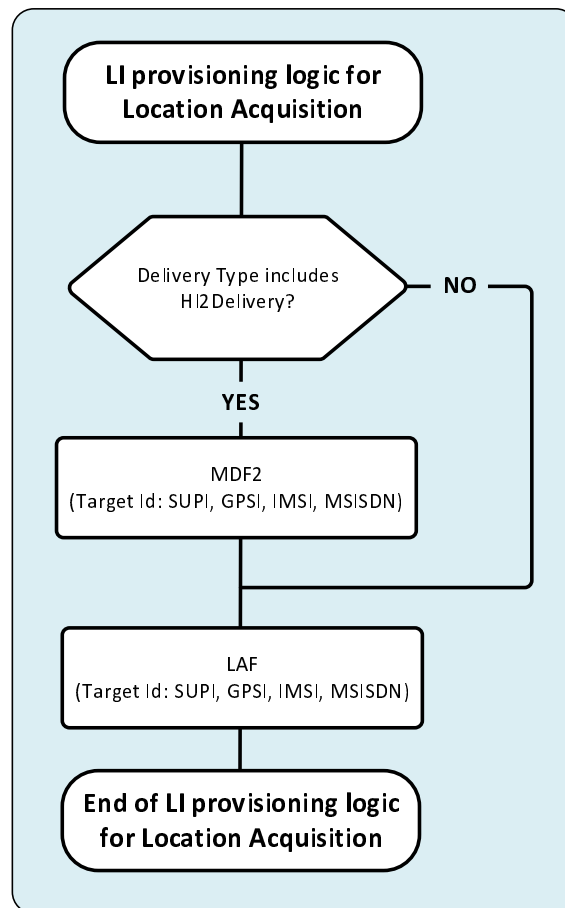 LI provisioning logic for
Location Acquisition
Delivery Type includes
HI2Delivery?
NO
YES
MDF2
(Target Id: SUPI, GPSI, IMSI, MSISDN)
LAF
(Target Id: SUPI, GPSI, IMSI, MSISDN)
End of LI provisioning logic
for Location Acquisition